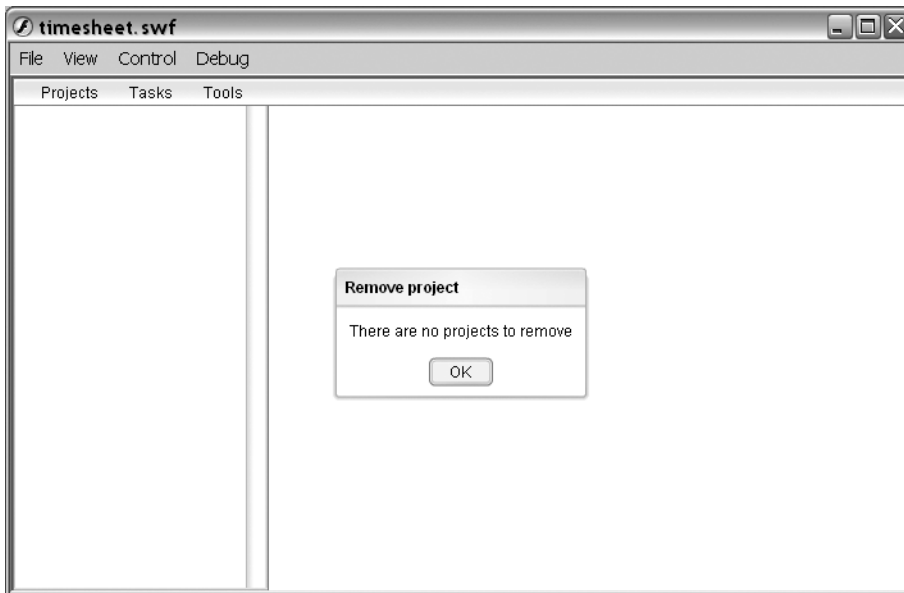 timesheet.swf
File View Control Debug
Projects Tasks Tools
Remove project
There are no projects to remove
OK